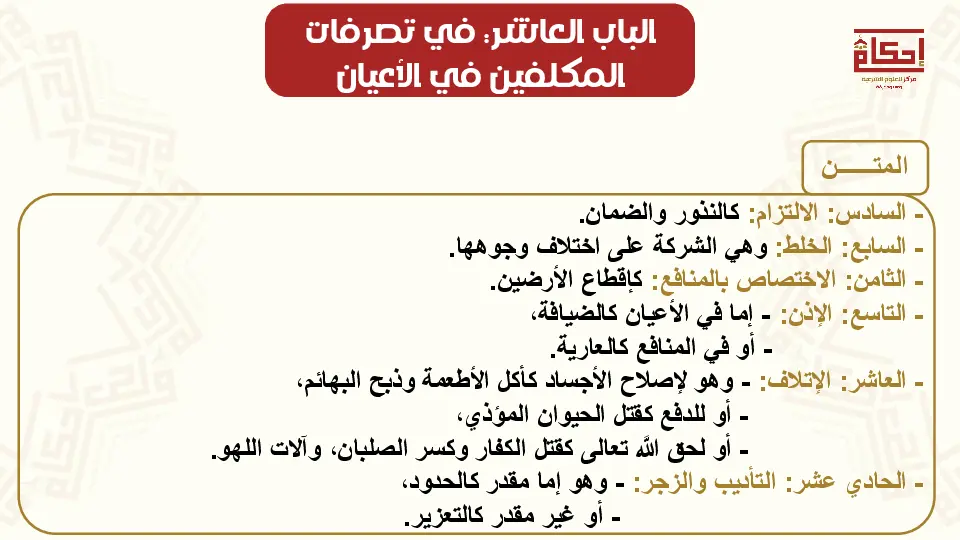 الباب العاشر: في تصرفات
المكلفين في الأعيان
إحكام
مركز للعلوم الشرعية
المتــــــن
- السادس: الالتزام: كالنذور والضمان.
- السابع: الخلط: وهي الشركة على اختلاف وجوهها.
- الثامن: الاختصاص بالمنافع: كإقطاع الأرضين.
- التاسع: الإذن: - إما في الأعيان كالضيافة،
- أو في المنافع كالعارية.
- العاشر: الإتلاف: - وهو لإصلاح الأجساد كأكل الأطعمة وذبح البهائم،
- أو للدفع كقتل الحيوان المؤذي،
- أو لحق الله تعالى كقتل الكفار وكسر الصلبان، وآلات اللهو.
- الحادي عشر: التأديب والزجر: - وهو إما مقدر كالحدود،
- أو غير مقدر كالتعزير.